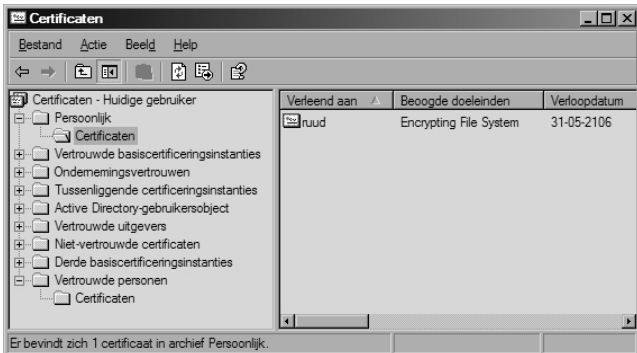 Certificaten
Bestand Actie Beeld Help
Certificaten - Huidige gebruiker
Persoonlijk
Certificaten
Vertrouwde basiscertificeringsinstanties
Ondernemingsvertrouwen
Tussenliggende certificeringsinstanties
Active Directory-gebruikersobject
Vertrouwde uitgevers
Niet-vertrouwde certificaten
Derde basiscertificeringsinstanties
Vertrouwde personen
Certificaten
Verleend aan Beoogde doeleinden Verloopdatum
ruud Encrypting File System 31-05-2106
Er bevindt zich 1 certificaat in archief Persoonlijk.